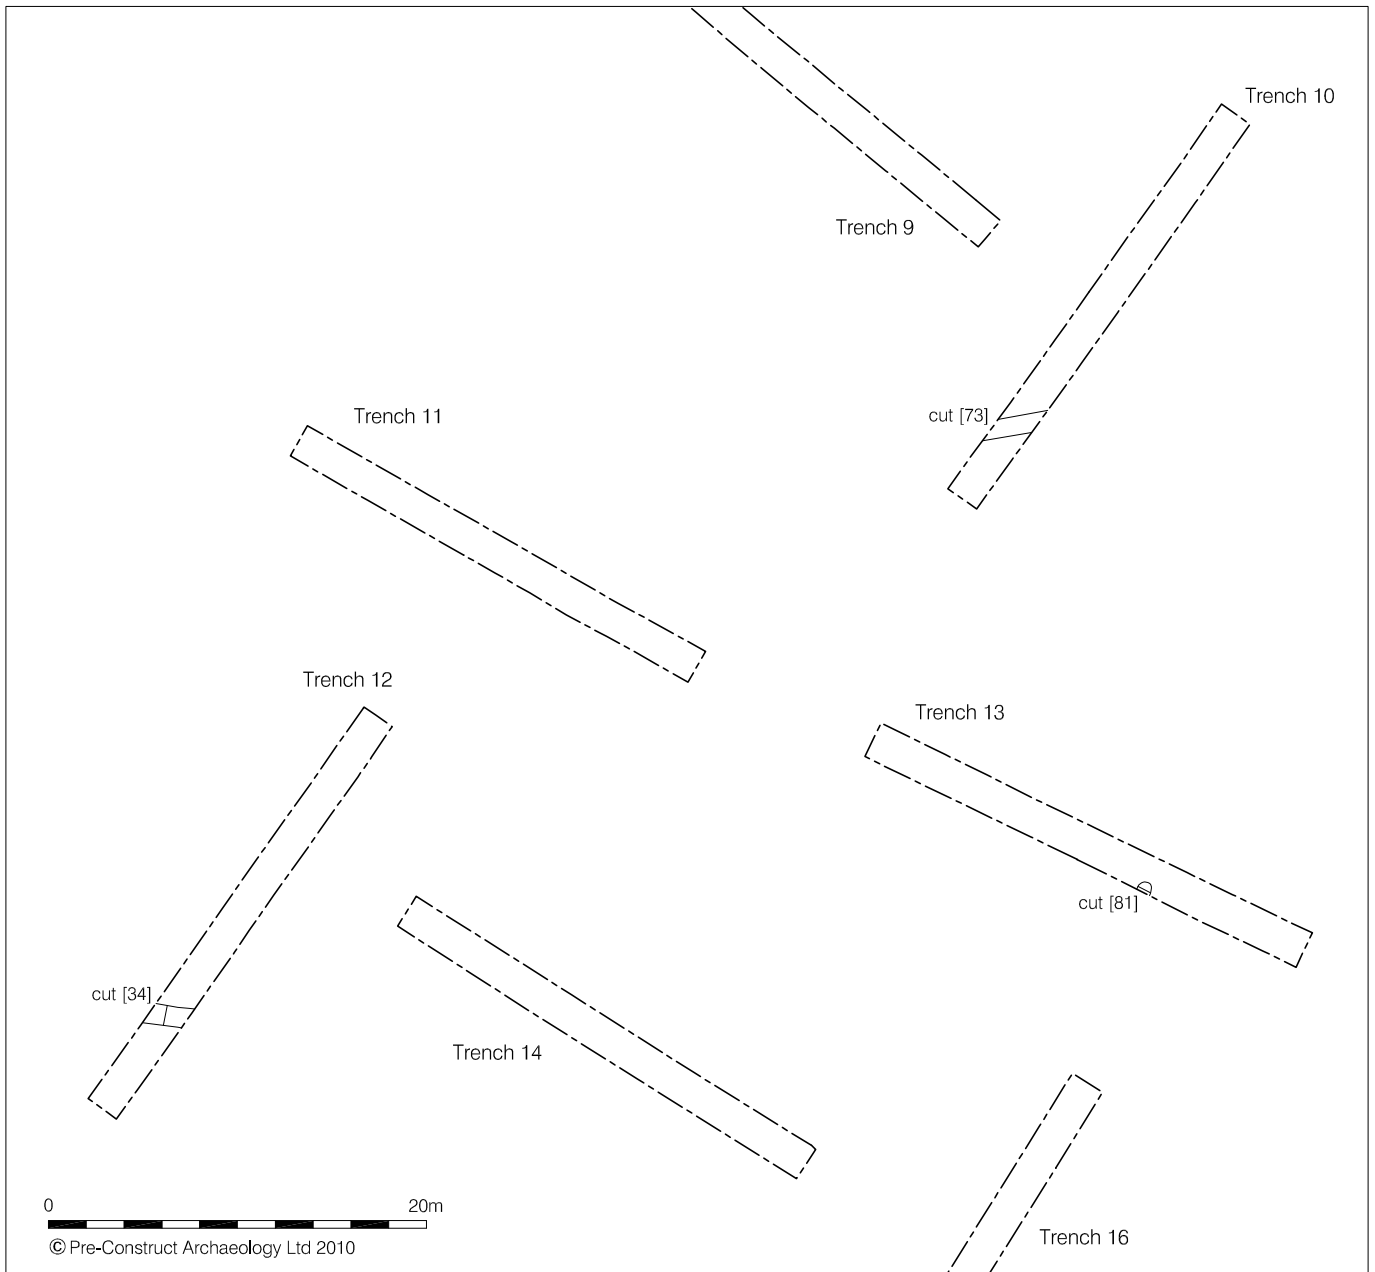 Trench 10
Trench 9
cut [73]
Trench 11
Trench 12
Trench 13
cut [81]
cut [34]
Trench 14
0 20m
© Pre-Construct Archaeology Ltd 2010
Trench 16